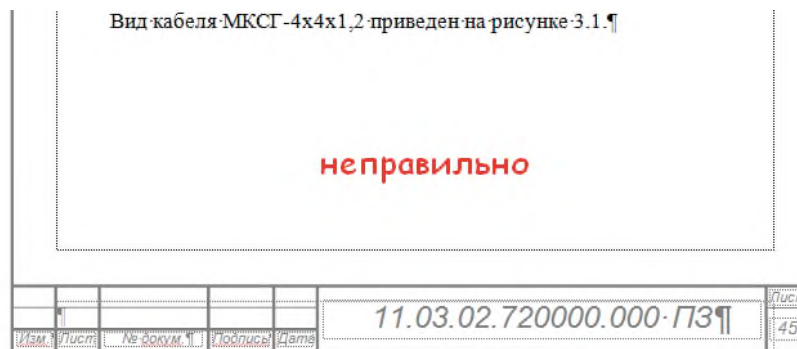 Вид кабеля МКСГ-4х4х1,2 приведен на рисунке 3.1.¶
неправильно
11.03.02.720000.000 ПЗ¶
Лист
45
¶
Изм. Лист № докум.¶ Подпись Дата